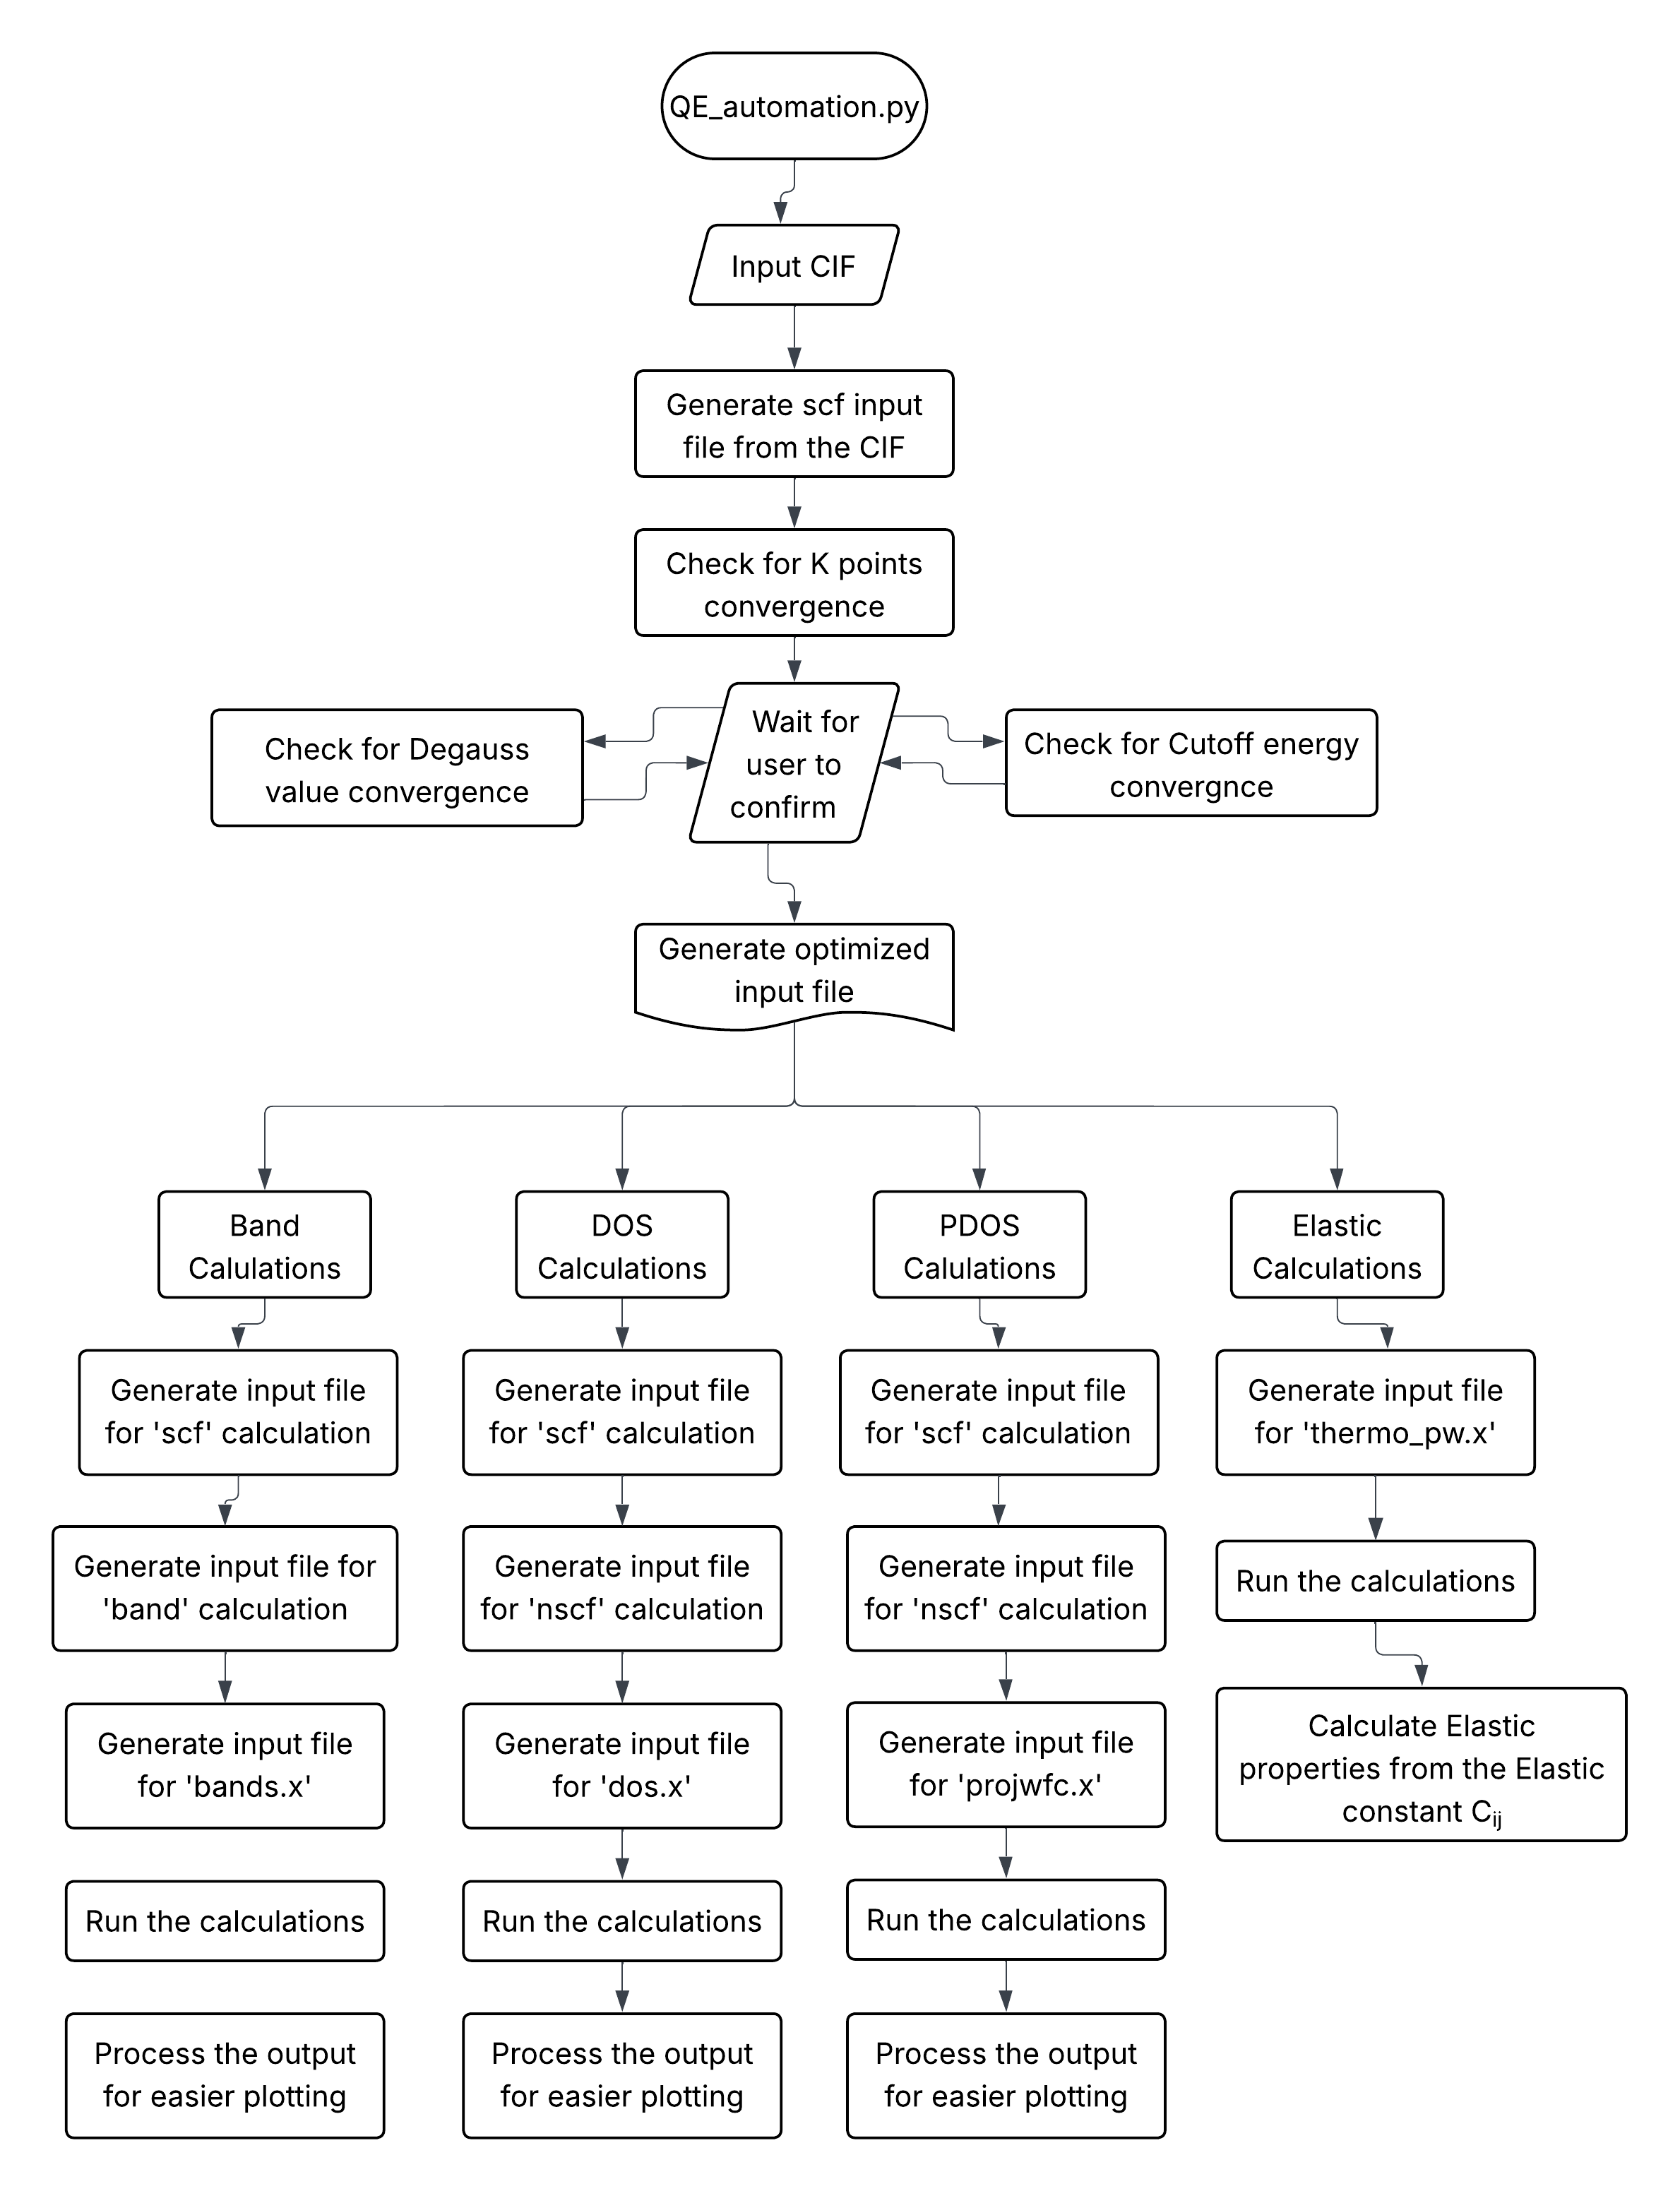 QE_automation.py
Input CIF
Generate scf input
file from the CIF
Check for K points
convergence
Check for Degauss
value convergence
Wait for
user to
confirm
Check for Cutoff energy
convergnce
Generate optimized
input file
Band
Calulations
DOS
Calculations
PDOS
Calulations
Elastic
Calculations
Generate input file
for 'scf' calculation
Generate input file
for 'scf' calculation
Generate input file
for 'scf' calculation
Generate input file
for 'thermo_pw.x'
Generate input file for
'band' calculation
Generate input file
for 'nscf' calculation
Generate input file
for 'nscf' calculation
Run the calculations
Generate input file
for 'bands.x'
Generate input file
for 'dos.x'
Generate input file
for 'projwfc.x'
Calculate Elastic
properties from the Elastic
constant Cij
Run the calculations
Run the calculations
Run the calculations
Process the output
for easier plotting
Process the output
for easier plotting
Process the output
for easier plotting